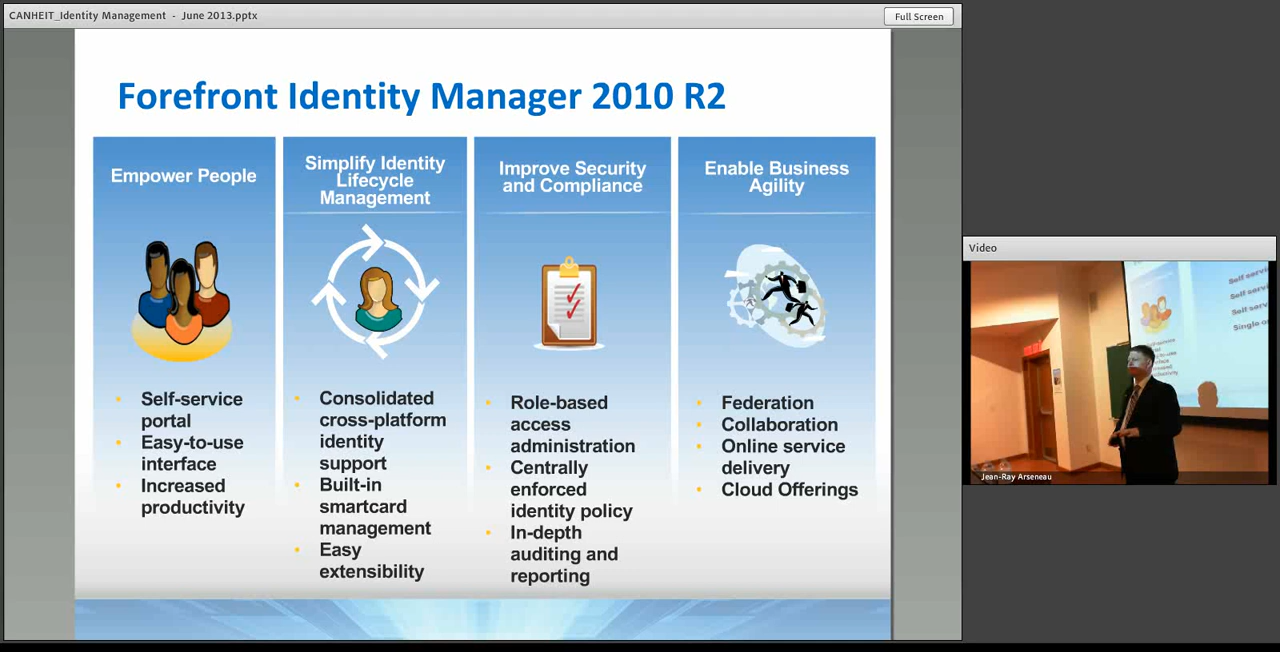 CANHEIT_Identity Management - June 2013.pptx
Full Screen
Forefront Identity Manager 2010 R2
Empower People
Self-service
portal
Easy-to-use
interface
Increased
productivity
Simplify Identity
Lifecycle
Management
Consolidated
cross-platform
identity
support
Built-in
smartcard
management
Easy
extensibility
Improve Security
and Compliance
Role-based
access
administration
Centrally
enforced
identity policy
In-depth
auditing and
reporting
Enable Business
Agility
Federation
Collaboration
Online service
delivery
Cloud Offerings
Video
Self
Self
Self
Jean-Ray Arseneau